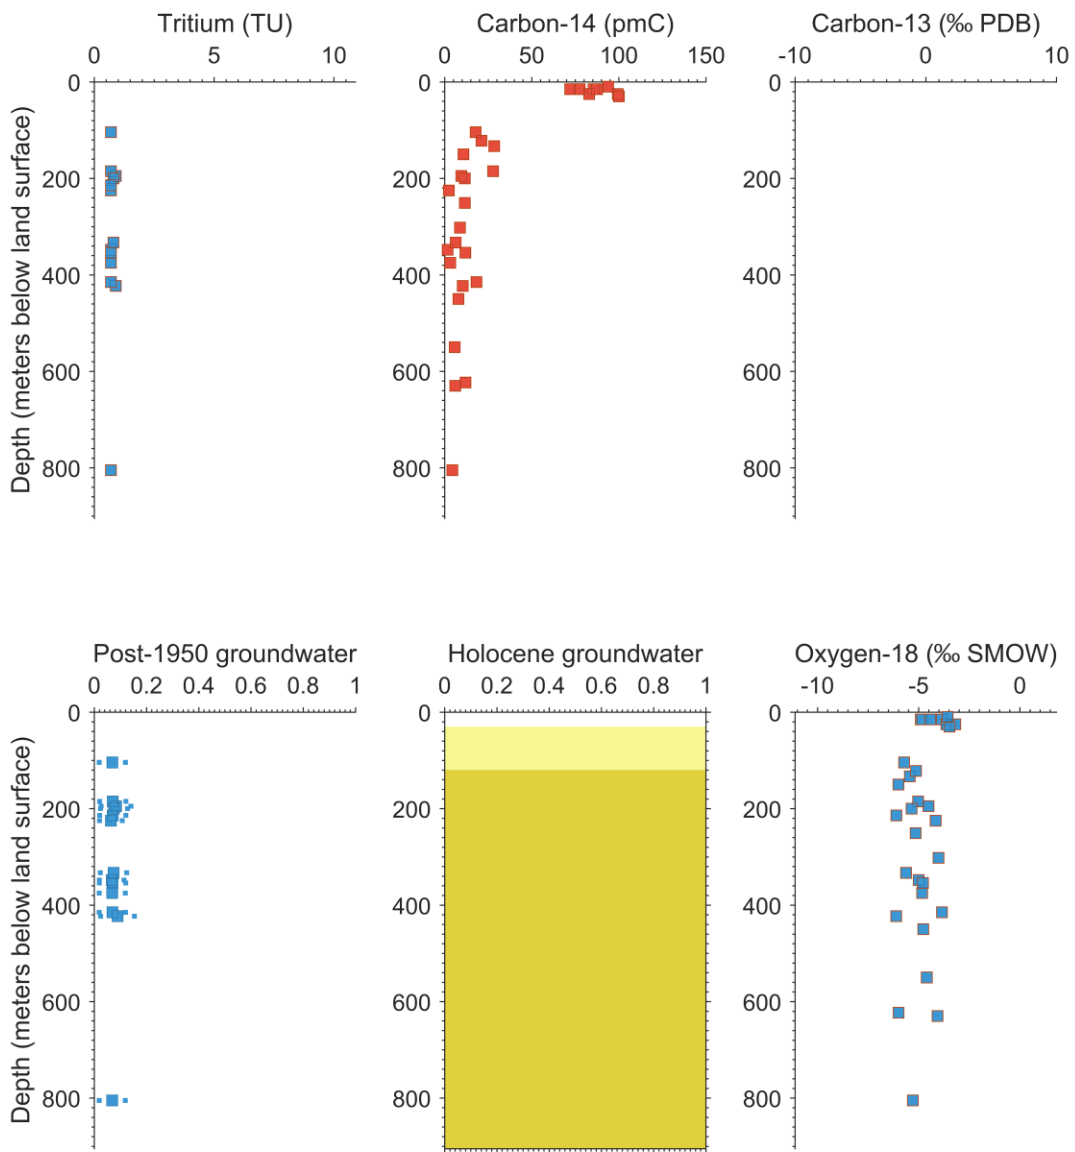 Tritium (TU) Carbon-14 (pmC) Carbon-13 (‰ PDB)
0 5 10 0 50 100 150 -10 0 10
Depth (meters below land surface)
0 0 0
200 200 200
400 400 400
600 600 600
800 800 800
Post-1950 groundwater Holocene groundwater Oxygen-18 (‰ SMOW)
0 0.2 0.4 0.6 0.8 1 0 0.2 0.4 0.6 0.8 1 -10 -5 0
Depth (meters below land surface)
0 0 0
200 200 200
400 400 400
600 600 600
800 800 800